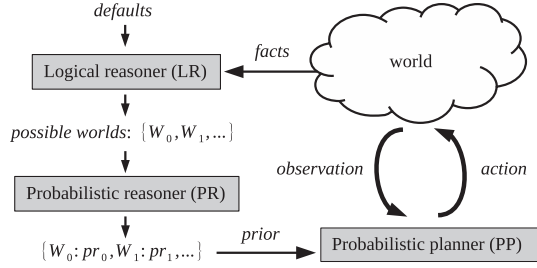 defaults
facts
Logical reasoner (LR)
world
possible worlds: {W₀,W₁,...}
observation
action
Probabilistic reasoner (PR)
prior
Probabilistic planner (PP)
{W₀: pr₀,W₁: pr₁,...}